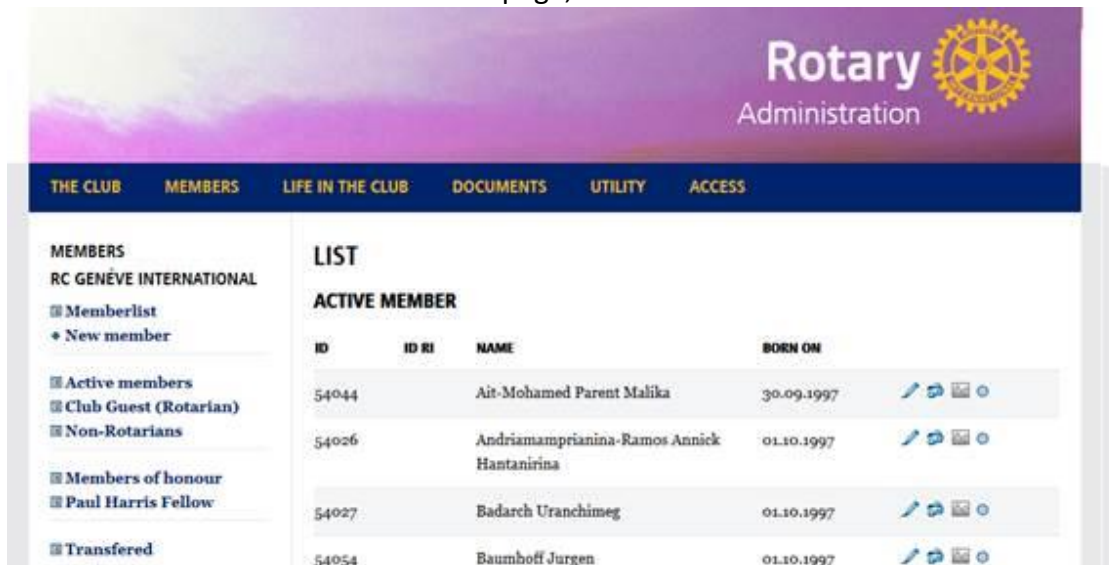 page,
Rotary
Administration
THE CLUB MEMBERS LIFE IN THE CLUB DOCUMENTS UTILITY ACCESS
MEMBERS
RC GENÉVE INTERNATIONAL
Memberlist
New member
Active members
Club Guest (Rotarian)
Non-Rotarians
Members of honour
Paul Harris Fellow
Transfered
LIST
ACTIVE MEMBER
ID ID RI NAME BORN ON
54044 Ait-Mohamed Parent Malika 30.09.1997
54026 Andriamamprianina-Ramos Annick 01.10.1997
Hantanirina
54027 Badarch Uranchimeg 01.10.1997
54054 Baumhoff Jurgen 01.10.1997